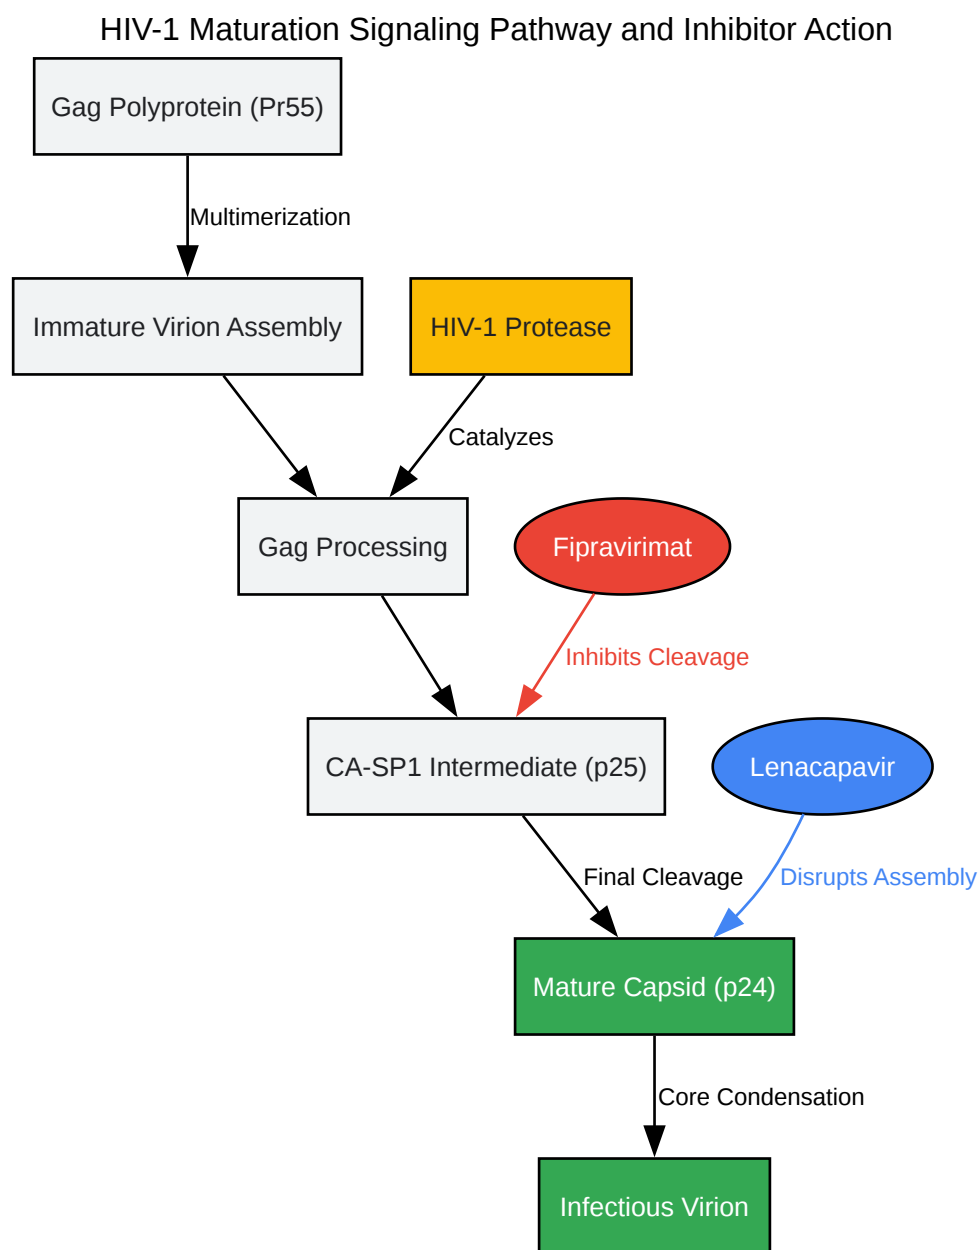 HIV-1 Maturation Signaling Pathway and Inhibitor Action
Gag Polyprotein (Pr55)
Multimerization
Immature Virion Assembly
HIV-1 Protease
Catalyzes
Gag Processing
Fipravirimat
Inhibits Cleavage
CA-SP1 Intermediate (p25)
Lenacapavir
Final Cleavage
Disrupts Assembly
Mature Capsid (p24)
Core Condensation
Infectious Virion